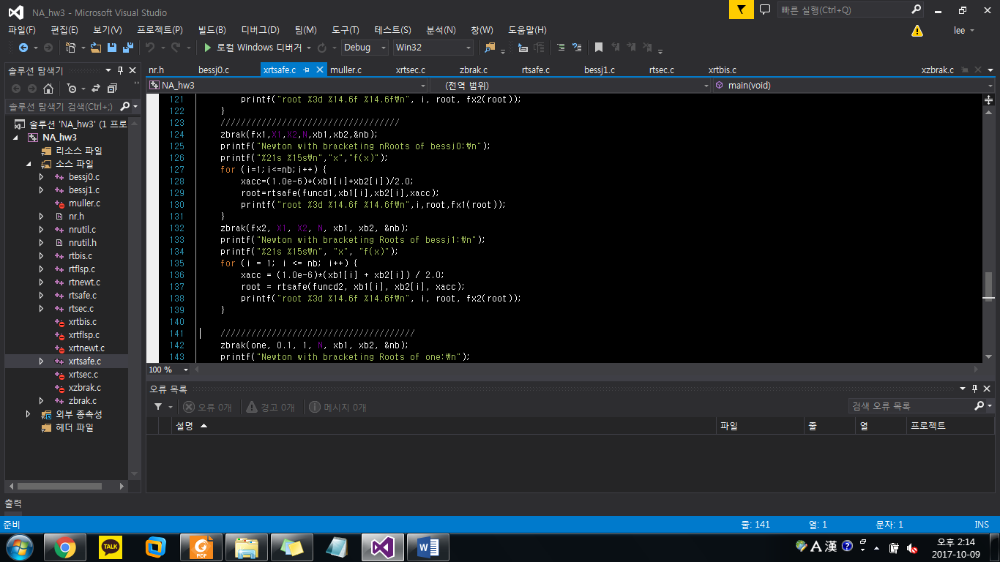 NA_hw3 - Microsoft Visual Studio
빠른 실행(Ctrl+Q)
파일(F) 편집(E) 보기(V) 프로젝트(P) 빌드(B) 디버그(D) 팀(M) 도구(T) 테스트(S) 분석(N) 창(W) 도움말(H)
lee
로컬 Windows 디버거 Debug Win32
솔루션 탐색기
nr.h bessj0.c xrtsafe.c muller.c xrtsec.c zbrak.c rtsafe.c bessj1.c rtsec.c xrtbis.c xzbrak.c
NA_hw3 (전역 범위) main(void)
솔루션 탐색기 검색(Ctrl+;)
솔루션 'NA_hw3' (1 프로
NA_hw3
리소스 파일
소스 파일
bessj0.c
bessj1.c
muller.c
nr.h
nrutil.c
nrutil.h
rtbis.c
rtflsp.c
rtnewt.c
rtsafe.c
rtsec.c
xrtbis.c
xrtflsp.c
xrtnewt.c
xrtsafe.c
xrtsec.c
xzbrak.c
zbrak.c
외부 종속성
헤더 파일
121 printf("root %3d %14.6f %14.6f₩n", i, root, fx2(root));
122 }
123 ///////////////////////////////////
124 zbrak(fx1,X1,X2,N,xb1,xb2,&nb);
125 printf("Newton with bracketing nRoots of bessj0:₩n");
126 printf("%21s %15s₩n","x","f(x)");
127 for (i=1;i<=nb;i++) {
128 xacc=(1.0e-6)*(xb1[i]+xb2[i])/2.0;
129 root=rtsafe(funcd1,xb1[i],xb2[i],xacc);
130 printf("root %3d %14.6f %14.6f₩n",i,root,fx1(root));
131 }
132 zbrak(fx2, X1, X2, N, xb1, xb2, &nb);
133 printf("Newton with bracketing Roots of bessj1:₩n");
134 printf("%21s %15s₩n", "x", "f(x)");
135 for (i = 1; i <= nb; i++) {
136 xacc = (1.0e-6)*(xb1[i] + xb2[i]) / 2.0;
137 root = rtsafe(funcd2, xb1[i], xb2[i], xacc);
138 printf("root %3d %14.6f %14.6f₩n", i, root, fx2(root));
139 }
140
141 //////////////////////////////////////
142 zbrak(one, 0.1, 1, N, xb1, xb2, &nb);
143 printf("Newton with bracketing Roots of one:₩n");
100 %
오류 목록
오류 0개 경고 0개 메시지 0개
검색 오류 목록
설명 파일 줄 열 프로젝트
출력
준비 줄: 141 열: 1 문자: 1 INS
TALK PDF A 漢
오후 2:14
2017-10-09